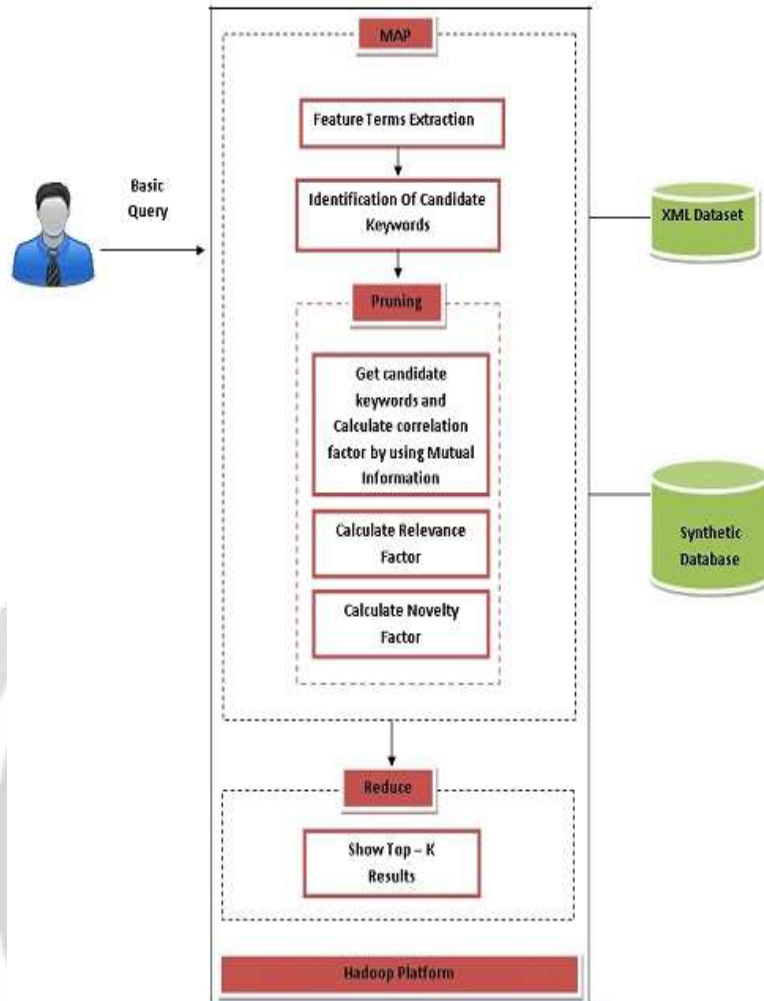 MAP
Feature Terms Extraction
Basic
Query
Identification Of Candidate
Keywords
XML Dataset
Pruning
Get candidate
keywords and
Calculate correlation
factor by using Mutual
Information
Calculate Relevance
Factor
Calculate Novelty
Factor
Synthetic
Database
Reduce
Show Top – K
Results
Hadoop Platform